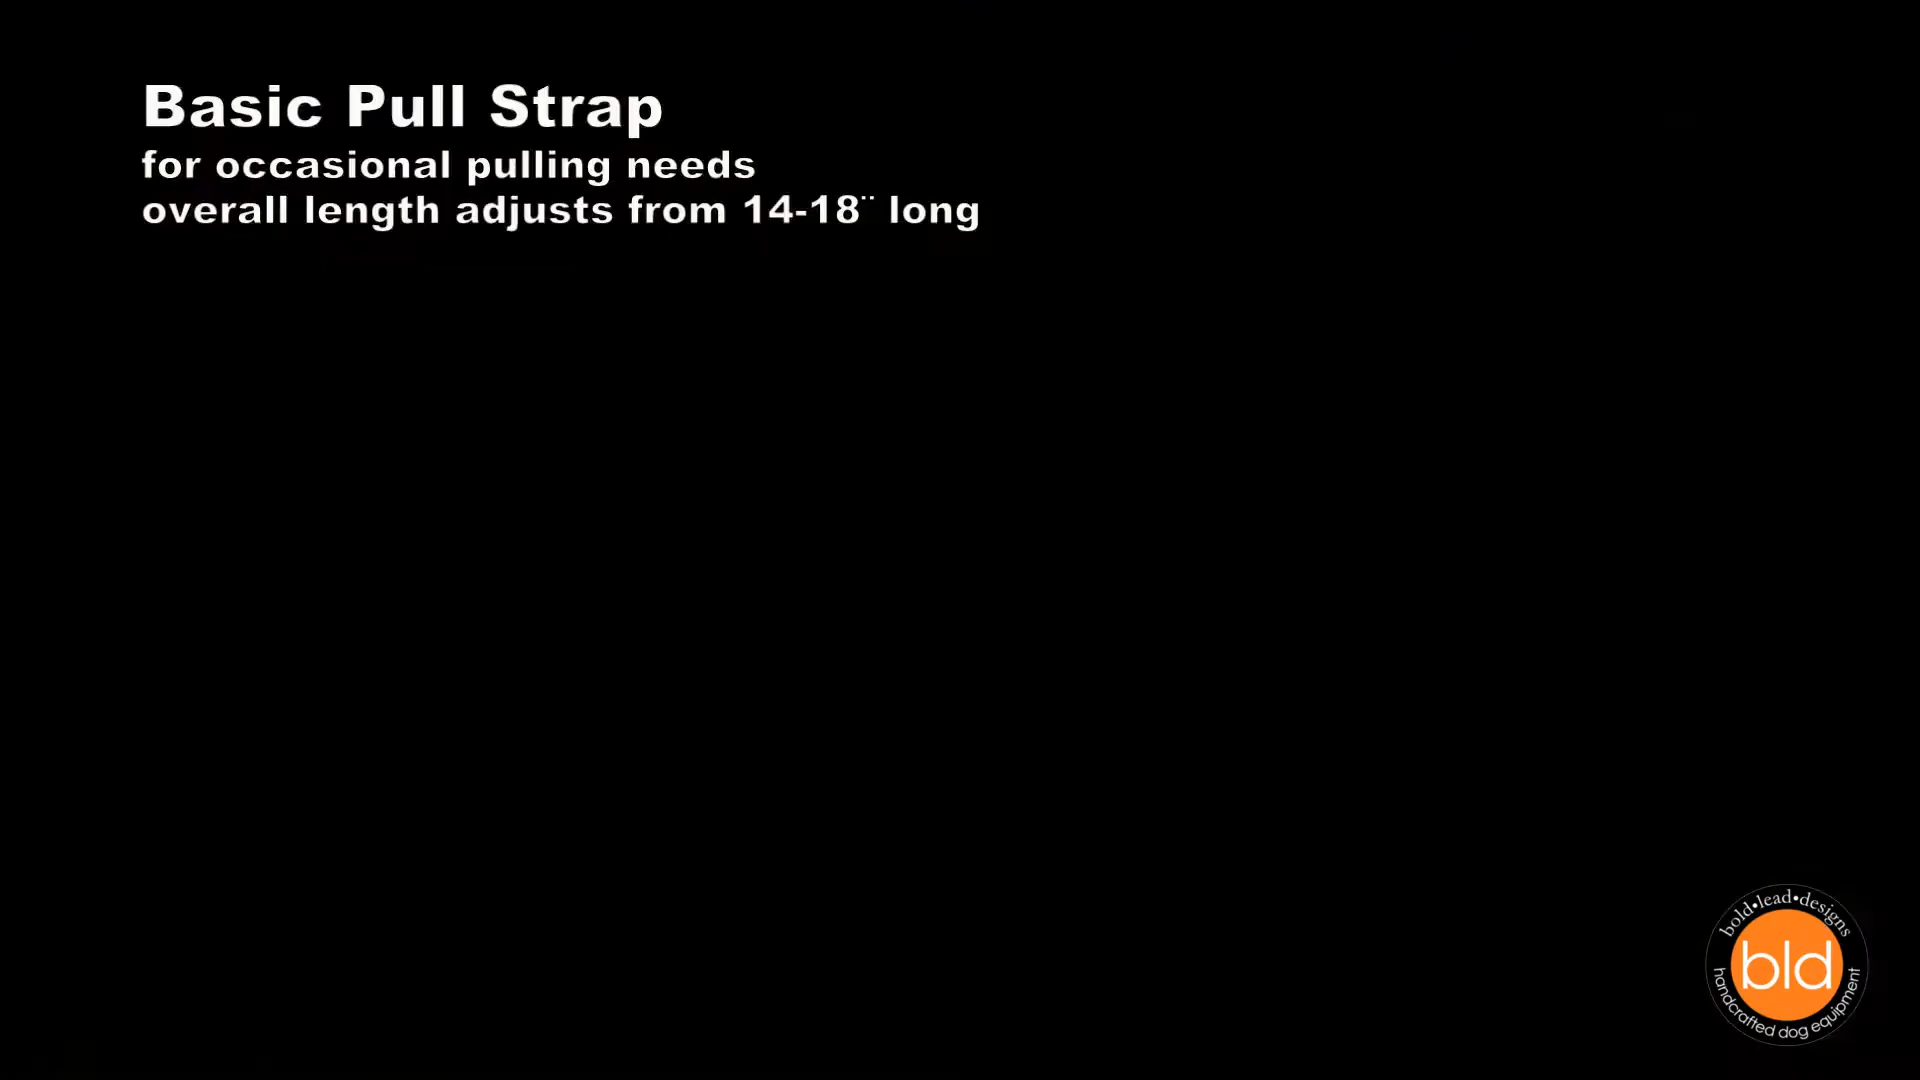 Basic Pull Strap
for occasional pulling needs
overall length adjusts from 14-18¨ long
bold•lead•designs
bld
handcrafted dog equipment